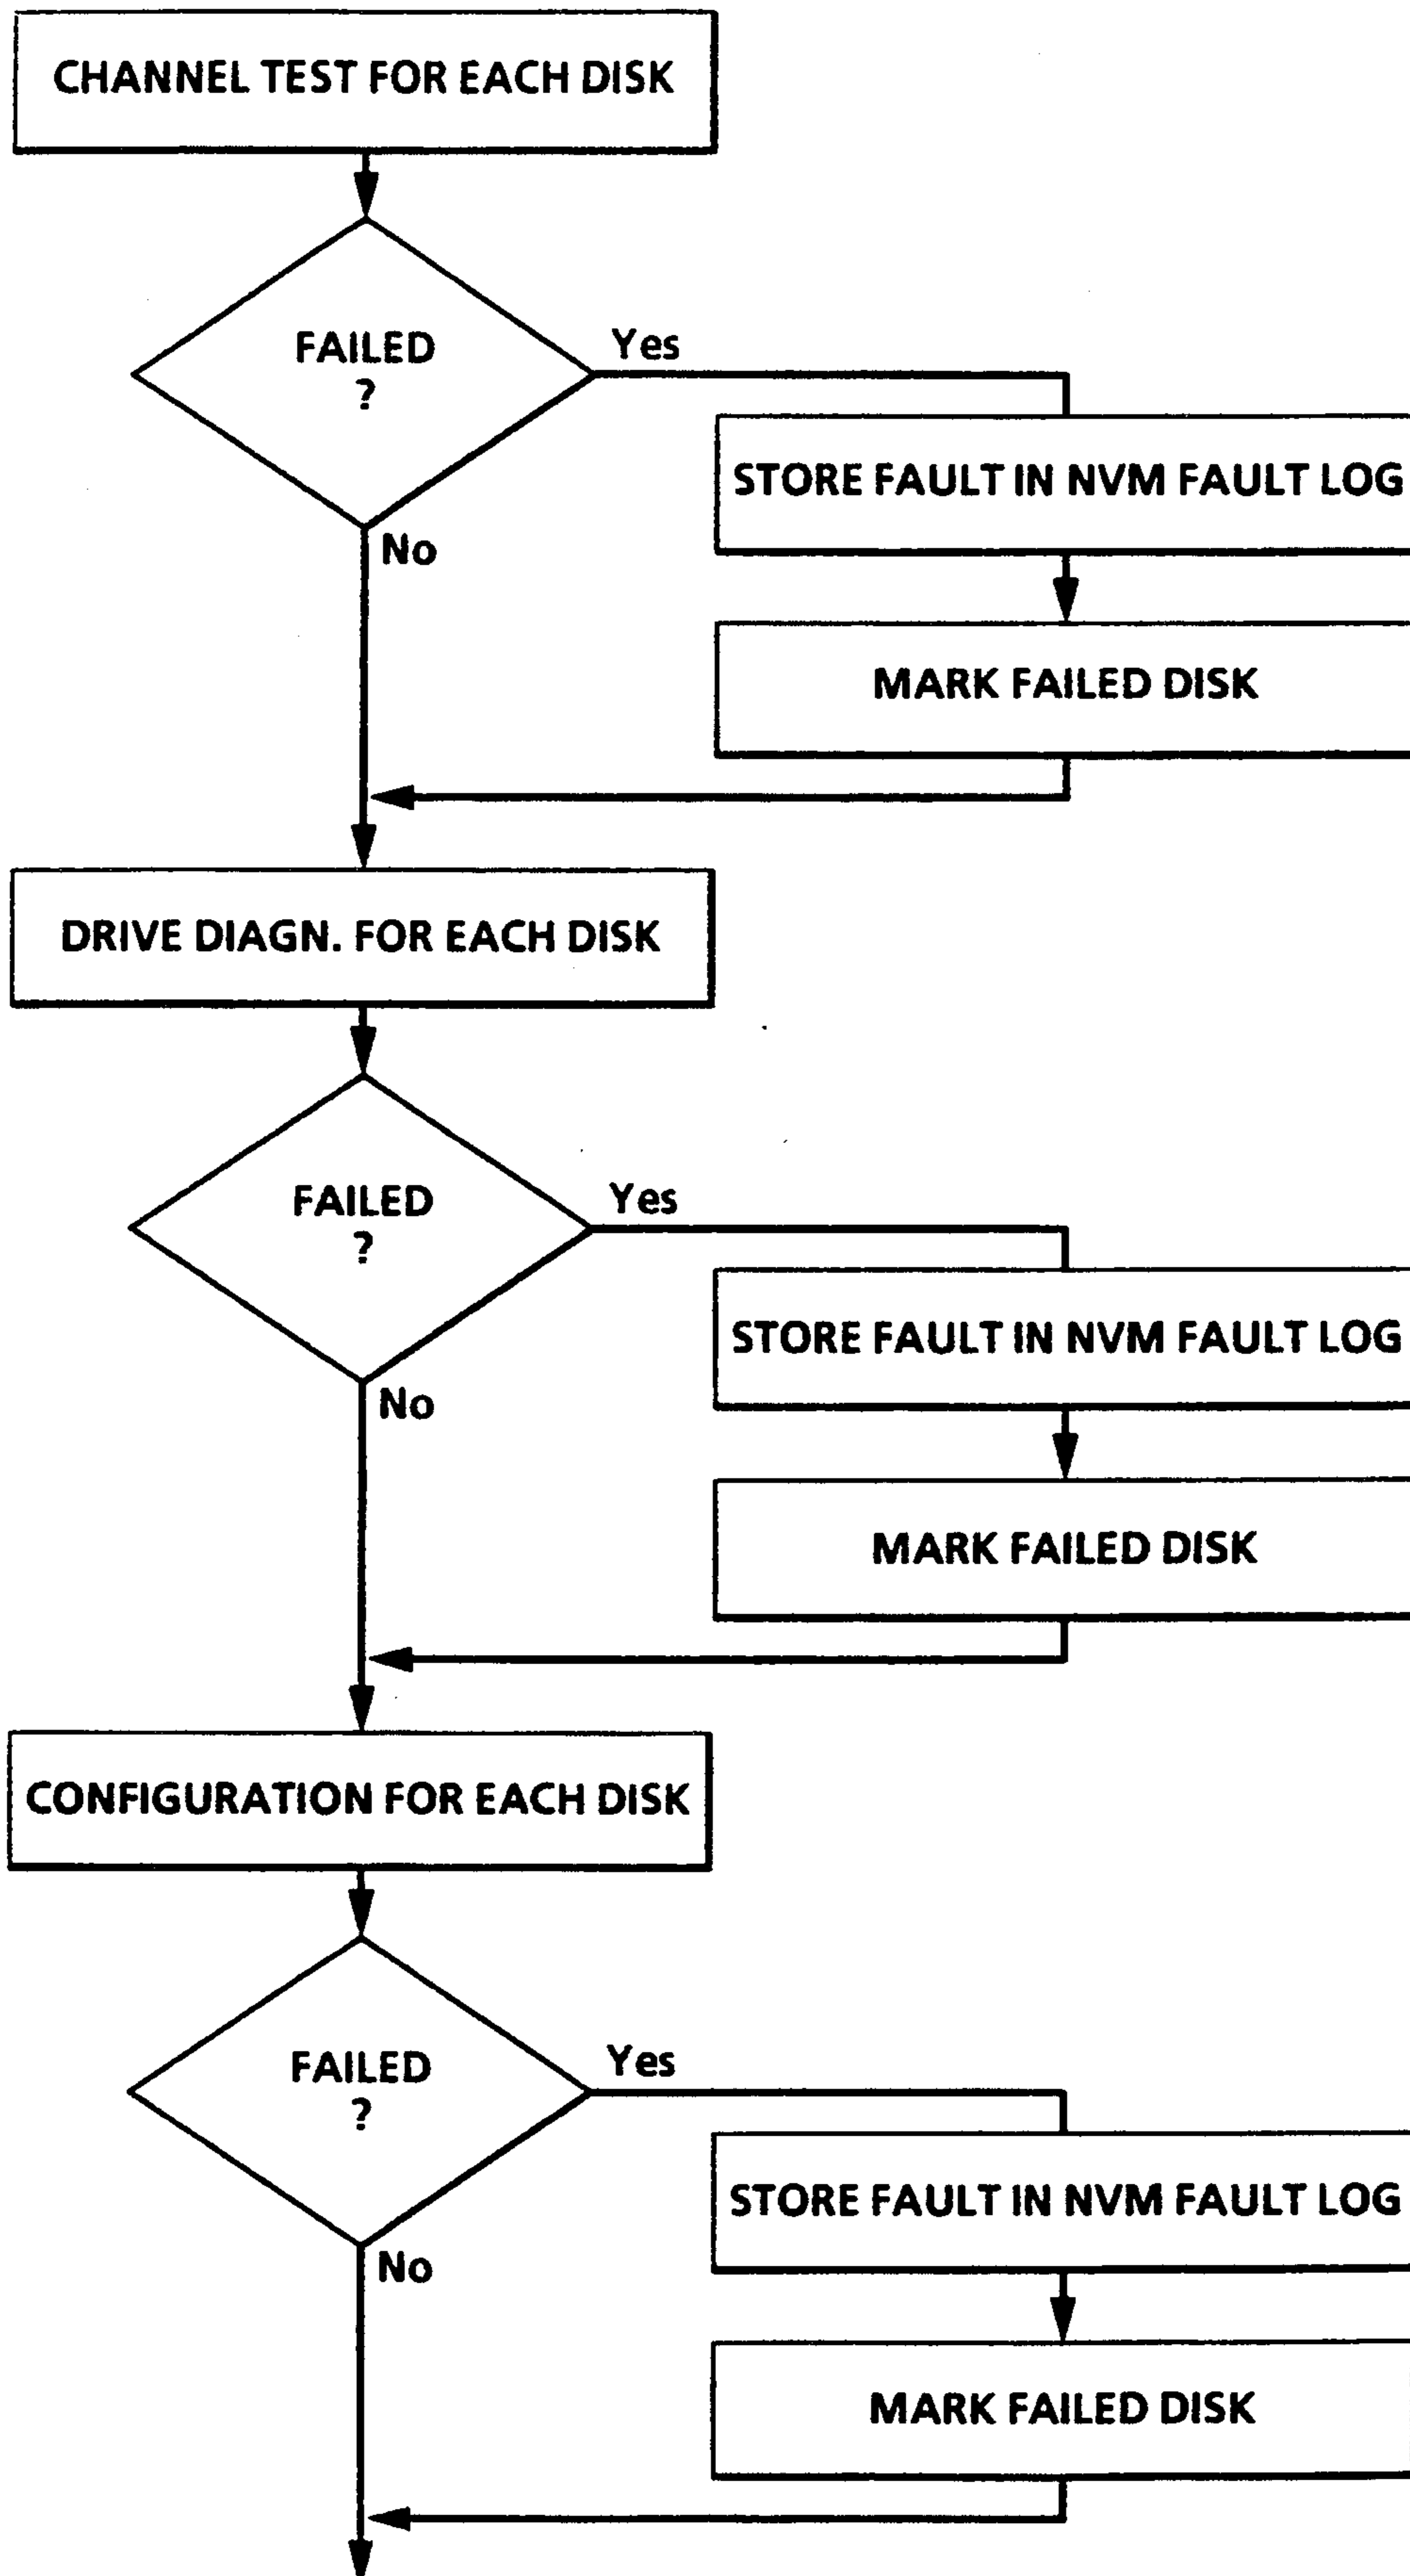 CHANNEL TEST FOR EACH DISK
FAILED
?
Yes
No
STORE FAULT IN NVM FAULT LOG
MARK FAILED DISK
DRIVE DIAGN. FOR EACH DISK
FAILED
?
Yes
No
STORE FAULT IN NVM FAULT LOG
MARK FAILED DISK
CONFIGURATION FOR EACH DISK
FAILED
?
Yes
No
STORE FAULT IN NVM FAULT LOG
MARK FAILED DISK